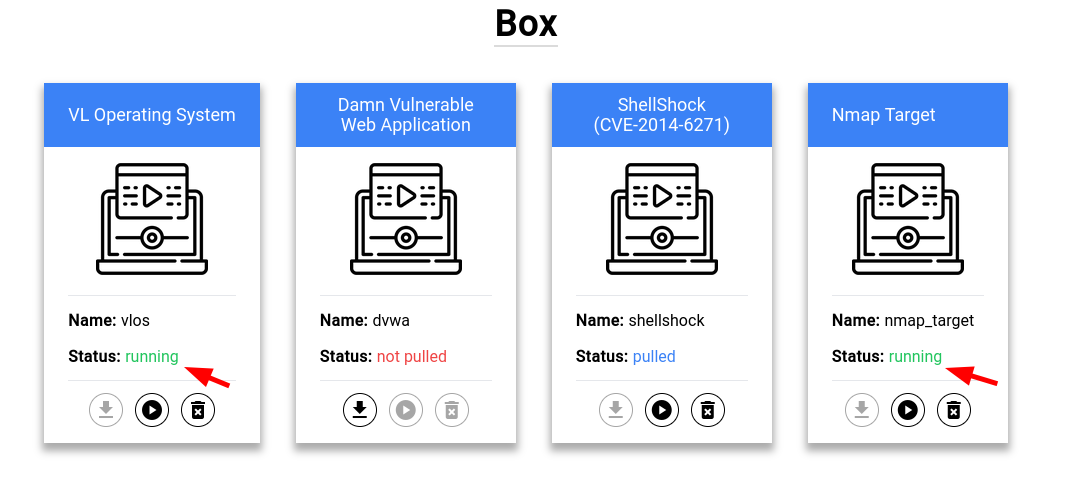 Box
VL Operating System
Damn Vulnerable
Web Application
ShellShock
(CVE-2014-6271)
Nmap Target
Name: vlos
Status: running
Name: dvwa
Status: not pulled
Name: shellshock
Status: pulled
Name: nmap_target
Status: running